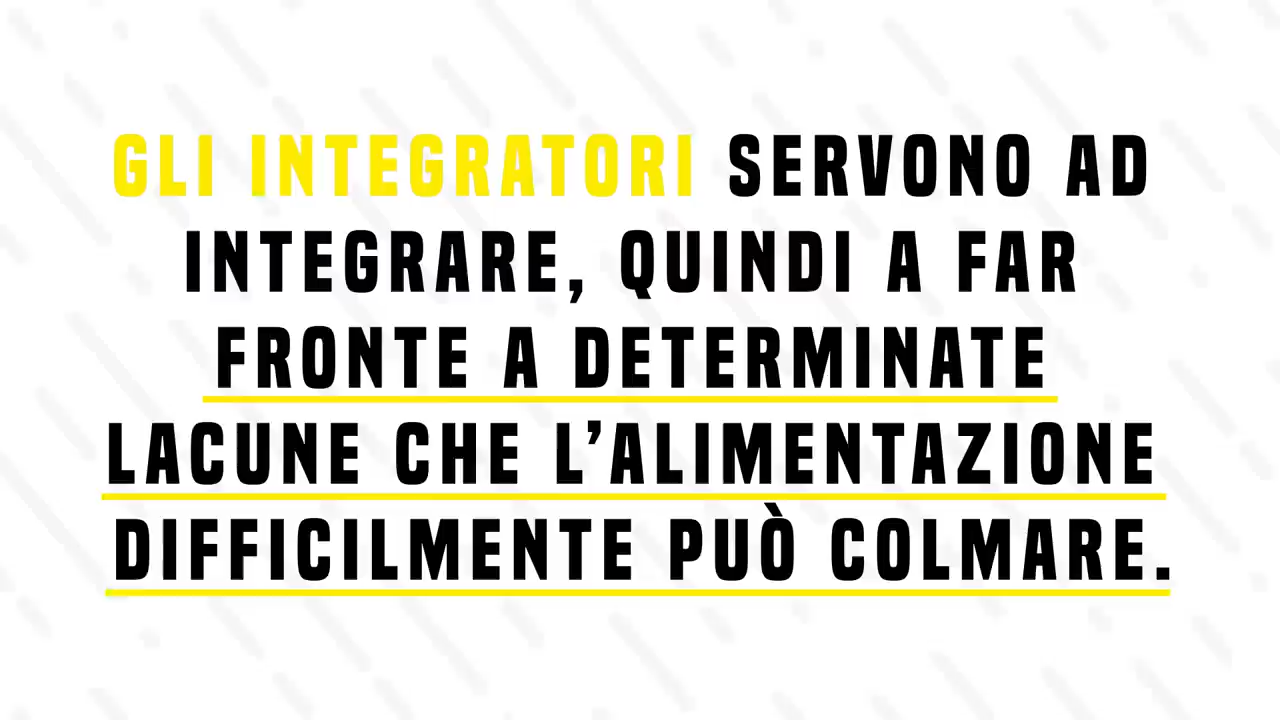 GLI INTEGRATORI SERVONO AD
INTEGRARE, QUINDI A FAR
FRONTE A DETERMINATE
LACUNE CHE L’ALIMENTAZIONE
DIFFICILMENTE PUÒ COLMARE.